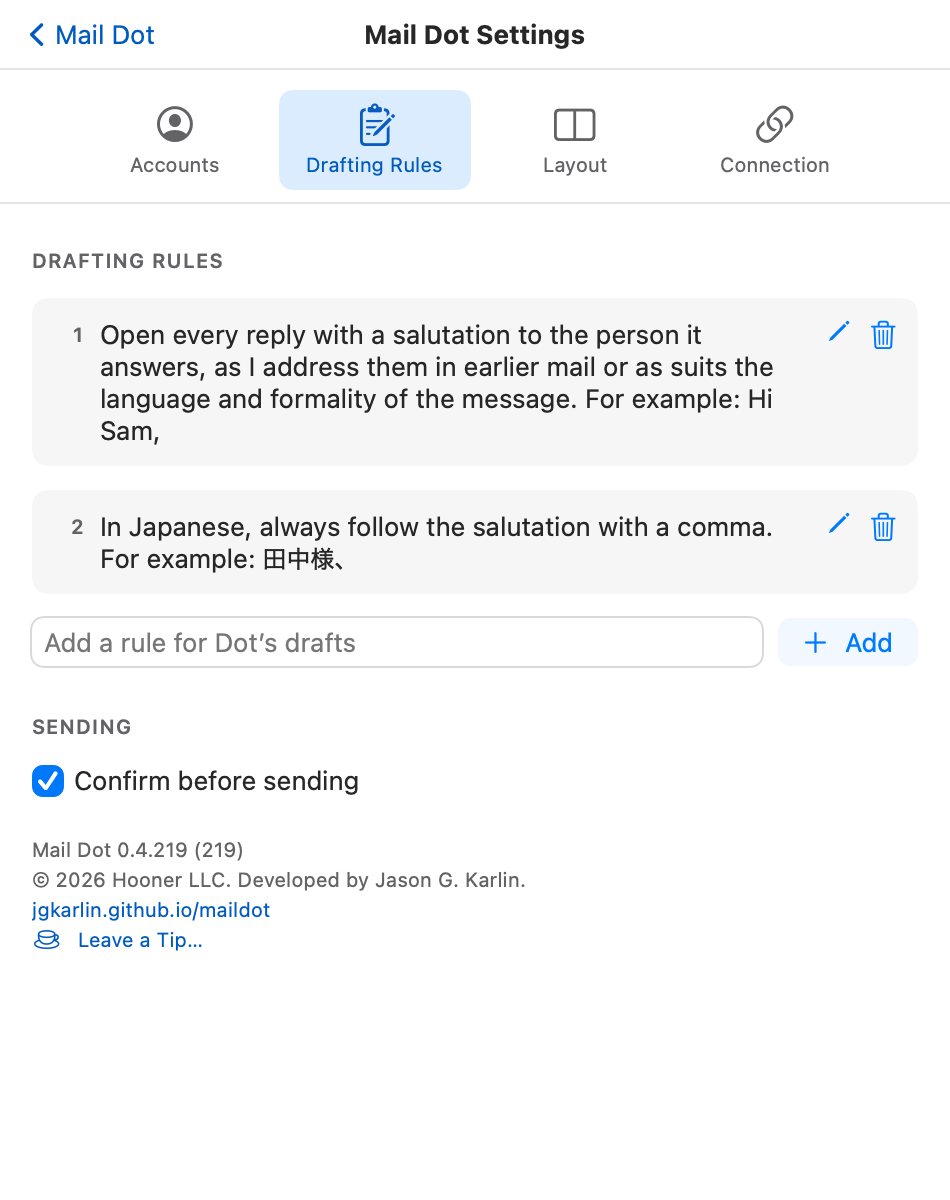 Mail Dot
Mail Dot Settings
Accounts
Drafting Rules
Layout
Connection
DRAFTING RULES
1 Open every reply with a salutation to the person it
answers, as I address them in earlier mail or as suits the
language and formality of the message. For example: Hi
Sam,
2 In Japanese, always follow the salutation with a comma.
For example: 田中様、
Add a rule for Dot’s drafts
Add
SENDING
Confirm before sending
Mail Dot 0.4.219 (219)
© 2026 Hooner LLC. Developed by Jason G. Karlin.
jgkarlin.github.io/maildot
Leave a Tip...